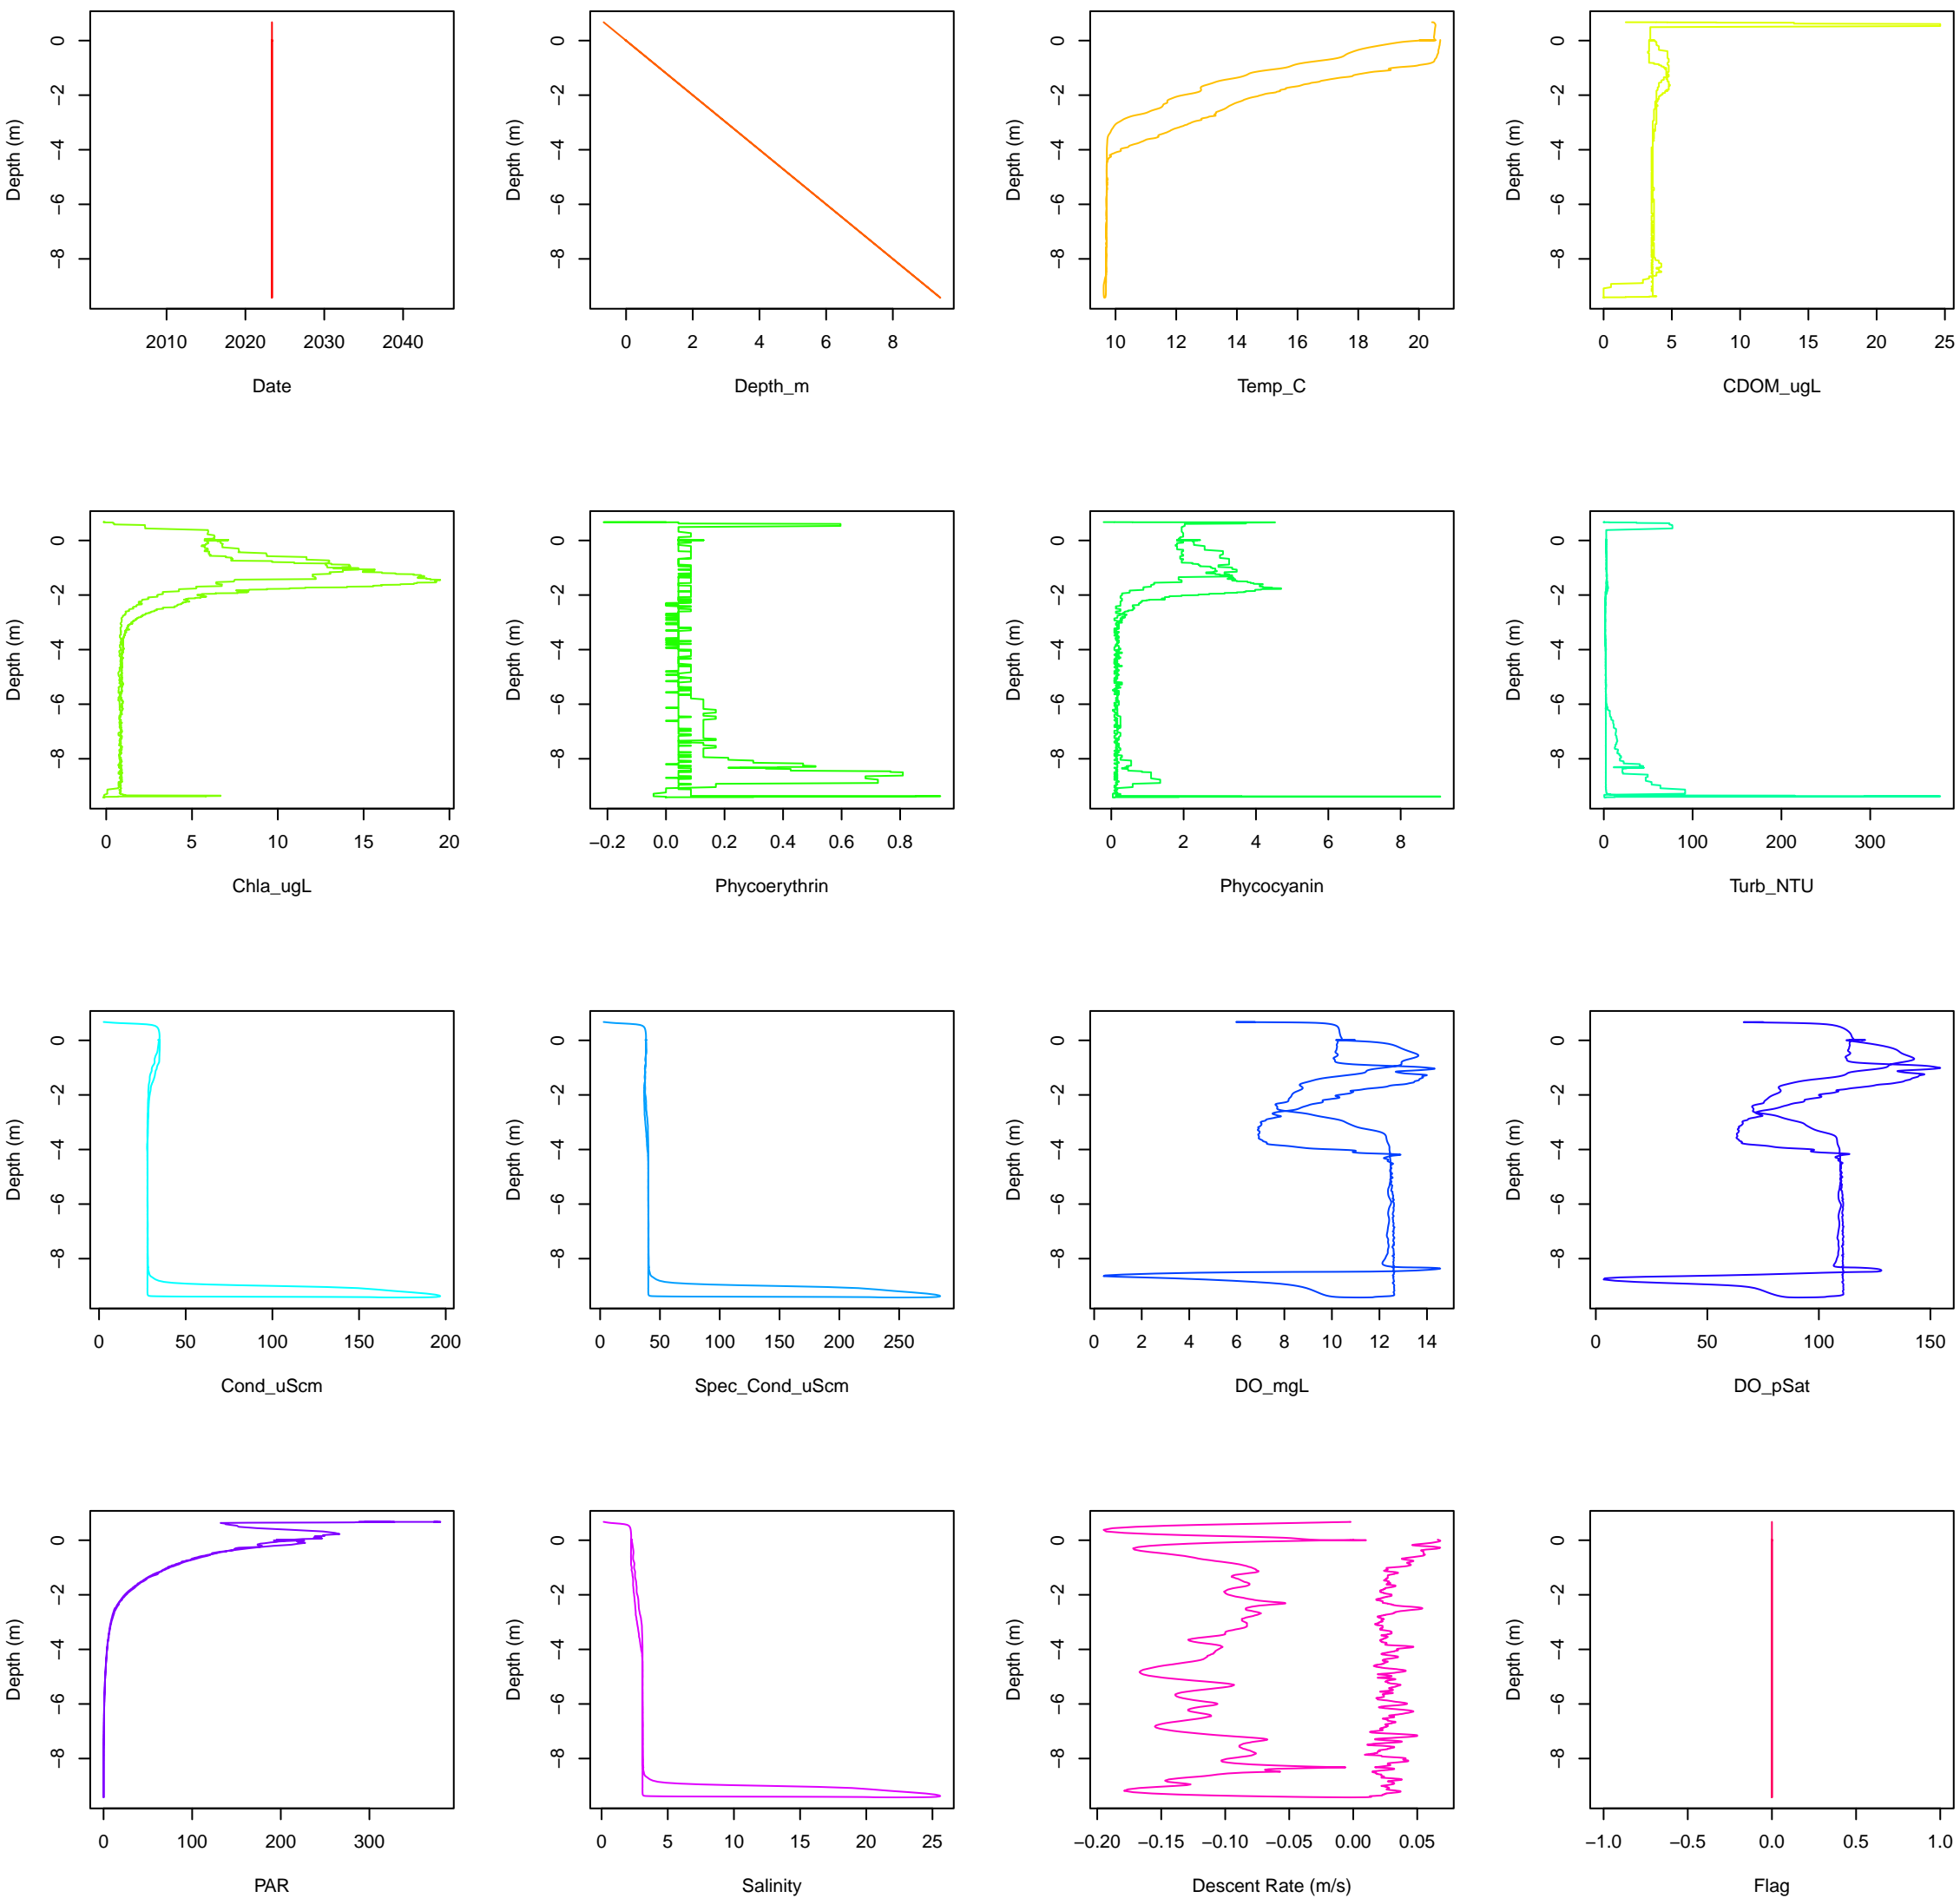 Depth (m) 0 −2 −4 −6 −8 2010 2020 2030 2040 Date
Depth (m) 0 −2 −4 −6 −8 0 2 4 6 8 Depth_m
Depth (m) 0 −2 −4 −6 −8 10 12 14 16 18 20 Temp_C
Depth (m) 0 −2 −4 −6 −8 0 5 10 15 20 25 CDOM_ugL
Depth (m) 0 −2 −4 −6 −8 0 5 10 15 20 Chla_ugL
Depth (m) 0 −2 −4 −6 −8 −0.2 0.0 0.2 0.4 0.6 0.8 Phycoerythrin
Depth (m) 0 −2 −4 −6 −8 0 2 4 6 8 Phycocyanin
Depth (m) 0 −2 −4 −6 −8 0 100 200 300 Turb_NTU
Depth (m) 0 −2 −4 −6 −8 0 50 100 150 200 Cond_uScm
Depth (m) 0 −2 −4 −6 −8 0 50 100 150 200 250 Spec_Cond_uScm
Depth (m) 0 −2 −4 −6 −8 0 2 4 6 8 10 12 14 DO_mgL
Depth (m) 0 −2 −4 −6 −8 0 50 100 150 DO_pSat
Depth (m) 0 −2 −4 −6 −8 0 100 200 300 PAR
Depth (m) 0 −2 −4 −6 −8 0 5 10 15 20 25 Salinity
Depth (m) 0 −2 −4 −6 −8 −0.20 −0.15 −0.10 −0.05 0.00 0.05 Descent Rate (m/s)
Depth (m) 0 −2 −4 −6 −8 −1.0 −0.5 0.0 0.5 1.0 Flag